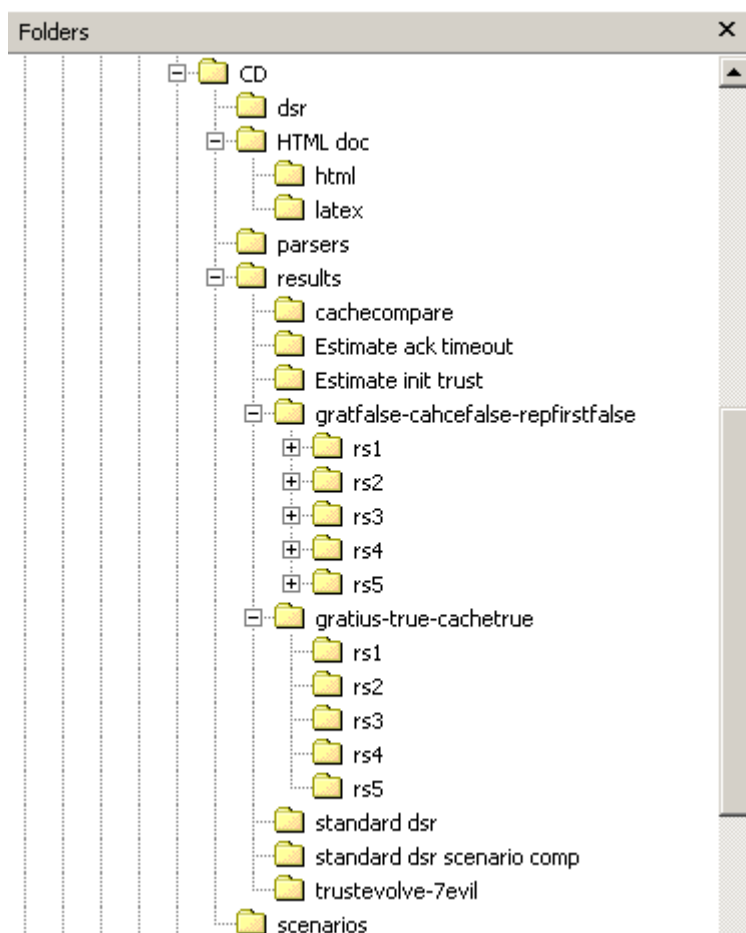 Folders
CD
dsr
HTML doc
html
latex
parsers
results
cachecompare
Estimate ack timeout
Estimate init trust
gratfalse-cahcefalse-repfirstfalse
rs1
rs2
rs3
rs4
rs5
gratius-true-cachetrue
rs1
rs2
rs3
rs4
rs5
standard dsr
standard dsr scenario comp
trustevolve-7evil
scenarios